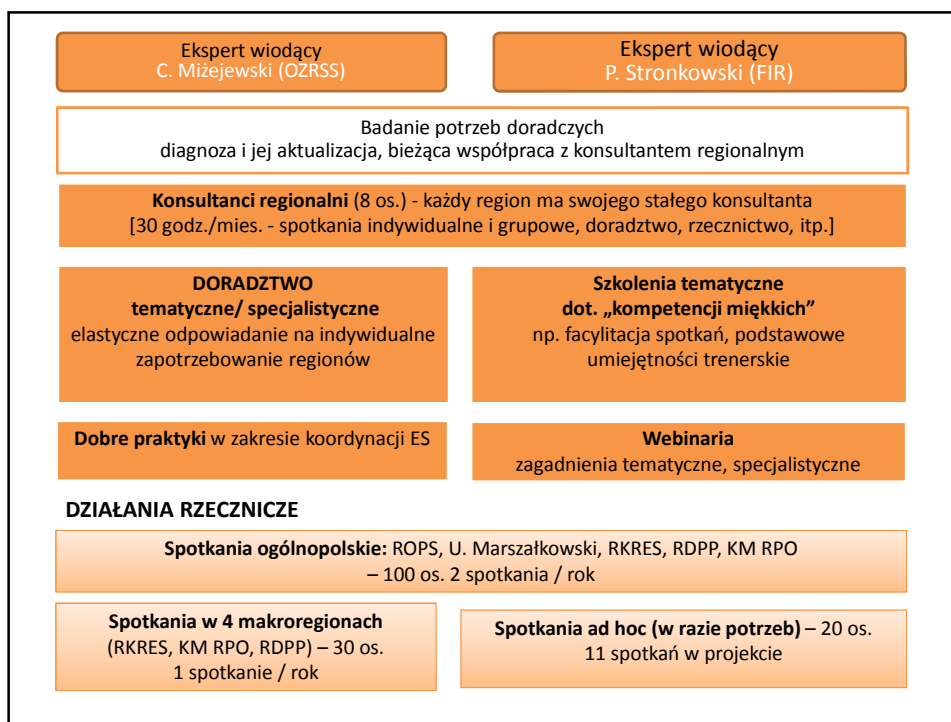 Ekspert wiodący
C. Miżejewski (OZRSS)
Ekspert wiodący
P. Stronkowski (FIR)
Badanie potrzeb doradczych
diagnoza i jej aktualizacja, bieżąca współpraca z konsultantem regionalnym
Konsultanci regionalni (8 os.) - każdy region ma swojego stałego konsultanta
[30 godz./mies. - spotkania indywidualne i grupowe, doradztwo, rzecznictwo, itp.]
DORADZTWO
tematyczne/ specjalistyczne
elastyczne odpowiadanie na indywidualne
zapotrzebowanie regionów
Szkolenia tematyczne
dot. „kompetencji miękkich”
np. facylitacja spotkań, podstawowe
umiejętności trenerskie
Dobre praktyki w zakresie koordynacji ES
Webinaria
zagadnienia tematyczne, specjalistyczne
DZIAŁANIA RZECZNICZE
Spotkania ogólnopolskie: ROPS, U. Marszałkowski, RKRES, RDPP, KM RPO
– 100 os. 2 spotkania / rok
Spotkania w 4 makroregionach
(RKRES, KM RPO, RDPP) – 30 os.
1 spotkanie / rok
Spotkania ad hoc (w razie potrzeb) – 20 os.
11 spotkań w projekcie